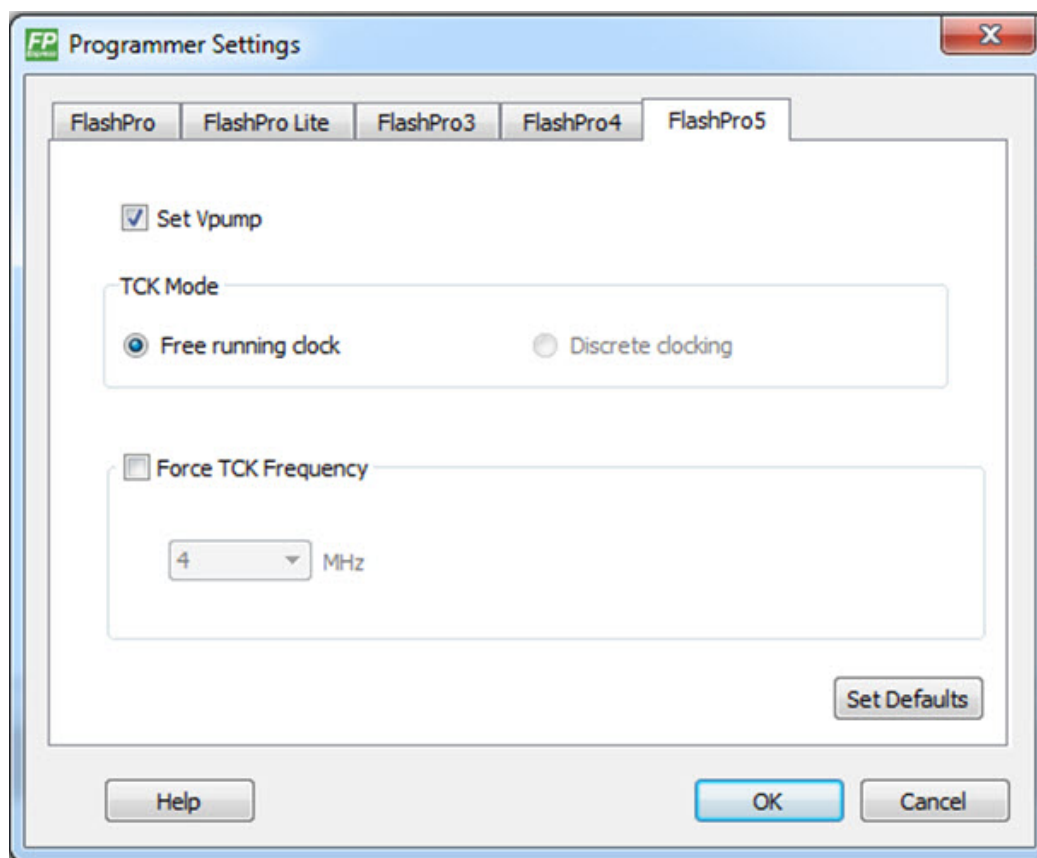 FP Express Programmer Settings
FlashPro FlashPro Lite FlashPro3 FlashPro4 FlashPro5
Set Vpump
TCK Mode
Free running clock Discrete clocking
Force TCK Frequency
4 MHz
Set Defaults
Help OK Cancel